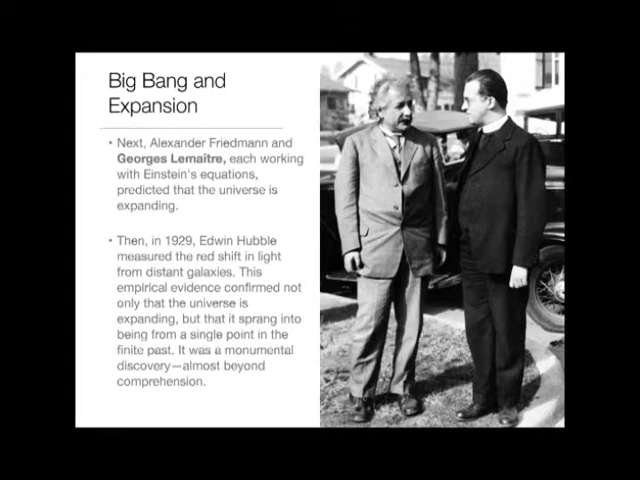 Big Bang and
Expansion
• Next, Alexander Friedmann and
Georges Lemaître, each working
with Einstein's equations,
predicted that the universe is
expanding.
• Then, in 1929, Edwin Hubble
measured the red shift in light
from distant galaxies. This
empirical evidence confirmed not
only that the universe is
expanding, but that it sprang into
being from a single point in the
finite past. It was a monumental
discovery—almost beyond
comprehension.